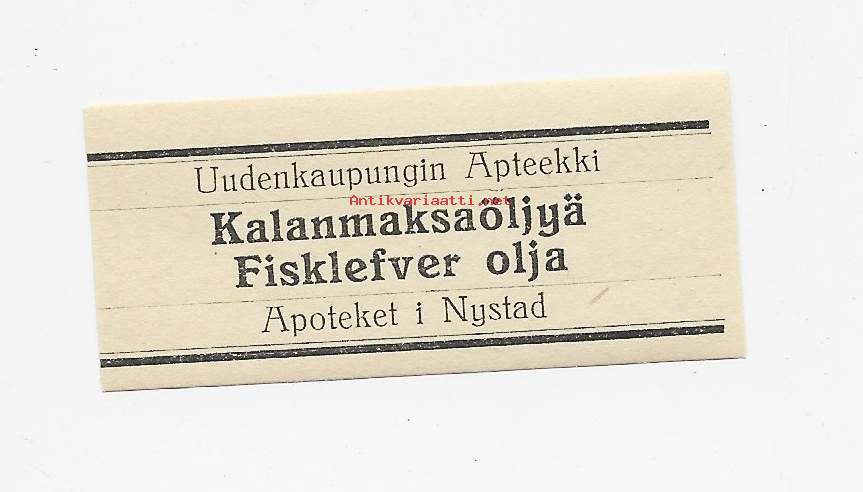 Uudenkaupungin Apteekki
Antikvariaatti.net
Kalanmaksaöljyä
Fisklefver olja
Apoteket i Nystad